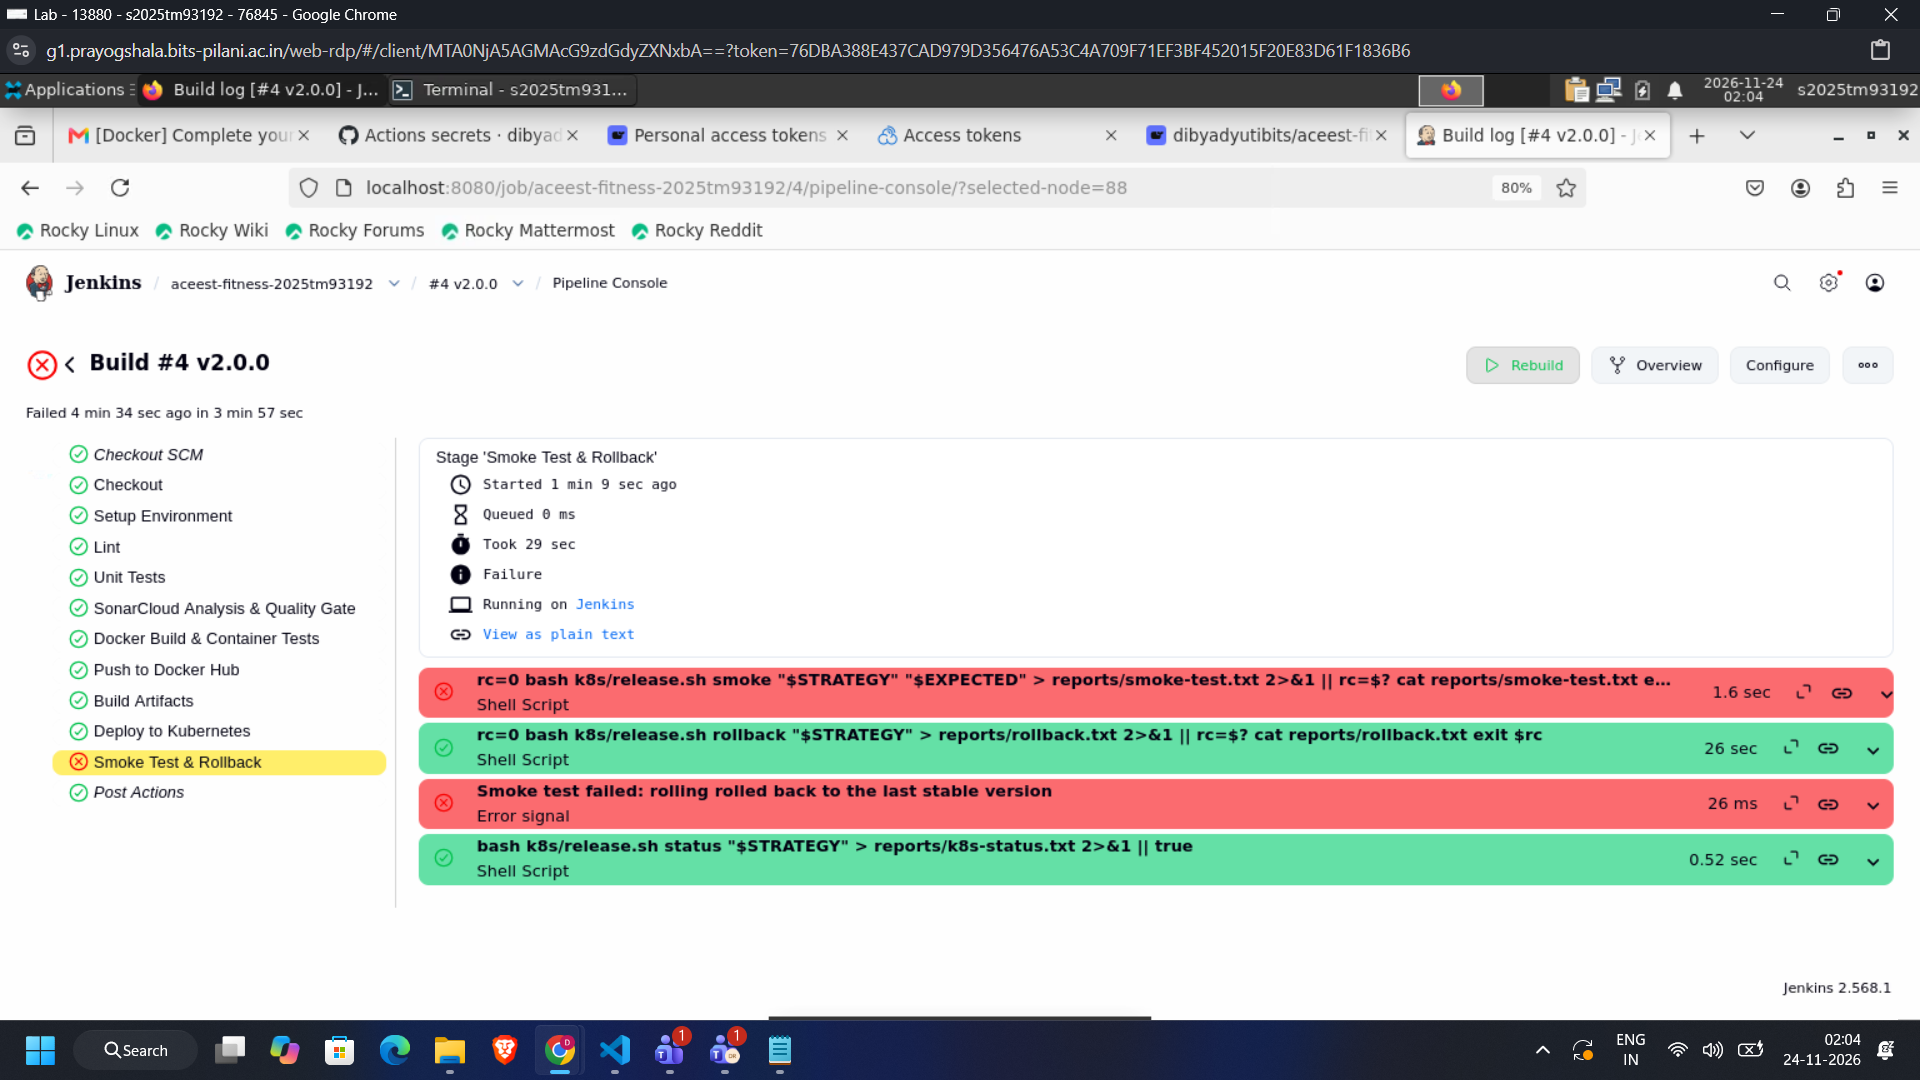 Lab - 13880 - s2025tm93192 - 76845 - Google Chrome
g1.prayogshala.bits-pilani.ac.in/web-rdp/#/client/MTA0NjA5AGMAcG9zdGdyZXNxbA==?token=76DBA388E437CAD979D356476A53C4A709F71EF3BF452015F20E83D61F1836B6
Applications
Build log [#4 v2.0.0] - J...
Terminal - s2025tm931...
2026-11-24
02:04
s2025tm93192
[Docker] Complete your
Actions secrets · dibyad
Personal access tokens
Access tokens
dibyadyutibits/aceest-fi
Build log [#4 v2.0.0] - J
localhost:8080/job/aceest-fitness-2025tm93192/4/pipeline-console/?selected-node=88
80%
Rocky Linux
Rocky Wiki
Rocky Forums
Rocky Mattermost
Rocky Reddit
Jenkins / aceest-fitness-2025tm93192 / #4 v2.0.0 / Pipeline Console
Build #4 v2.0.0
Rebuild
Overview
Configure
Failed 4 min 34 sec ago in 3 min 57 sec
Checkout SCM
Checkout
Setup Environment
Lint
Unit Tests
SonarCloud Analysis & Quality Gate
Docker Build & Container Tests
Push to Docker Hub
Build Artifacts
Deploy to Kubernetes
Smoke Test & Rollback
Post Actions
Stage 'Smoke Test & Rollback'
Started 1 min 9 sec ago
Queued 0 ms
Took 29 sec
Failure
Running on Jenkins
View as plain text
rc=0 bash k8s/release.sh smoke "$STRATEGY" "$EXPECTED" > reports/smoke-test.txt 2>&1 || rc=$? cat reports/smoke-test.txt e...
Shell Script
1.6 sec
rc=0 bash k8s/release.sh rollback "$STRATEGY" > reports/rollback.txt 2>&1 || rc=$? cat reports/rollback.txt exit $rc
Shell Script
26 sec
Smoke test failed: rolling rolled back to the last stable version
Error signal
26 ms
bash k8s/release.sh status "$STRATEGY" > reports/k8s-status.txt 2>&1 || true
Shell Script
0.52 sec
Jenkins 2.568.1
Search
1
1
ENG
IN
02:04
24-11-2026